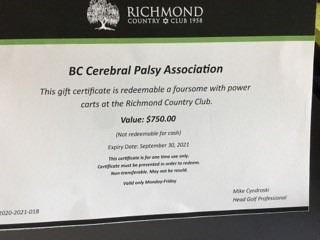 RICHMOND
COUNTRY CLUB 1958
BC Cerebral Palsy Association
This gift certificate is redeemable a foursome with power
carts at the Richmond Country Club.
Value: $750.00
(Not redeemable for cash)
Expiry Date: September 30, 2021
This certificate is for one time use only.
Certificate must be presented in order to redeem.
Non-transferable. May not be resold.
Valid only Monday-Friday
Mike Cyndroski
Head Golf Professional
2020-2021-018